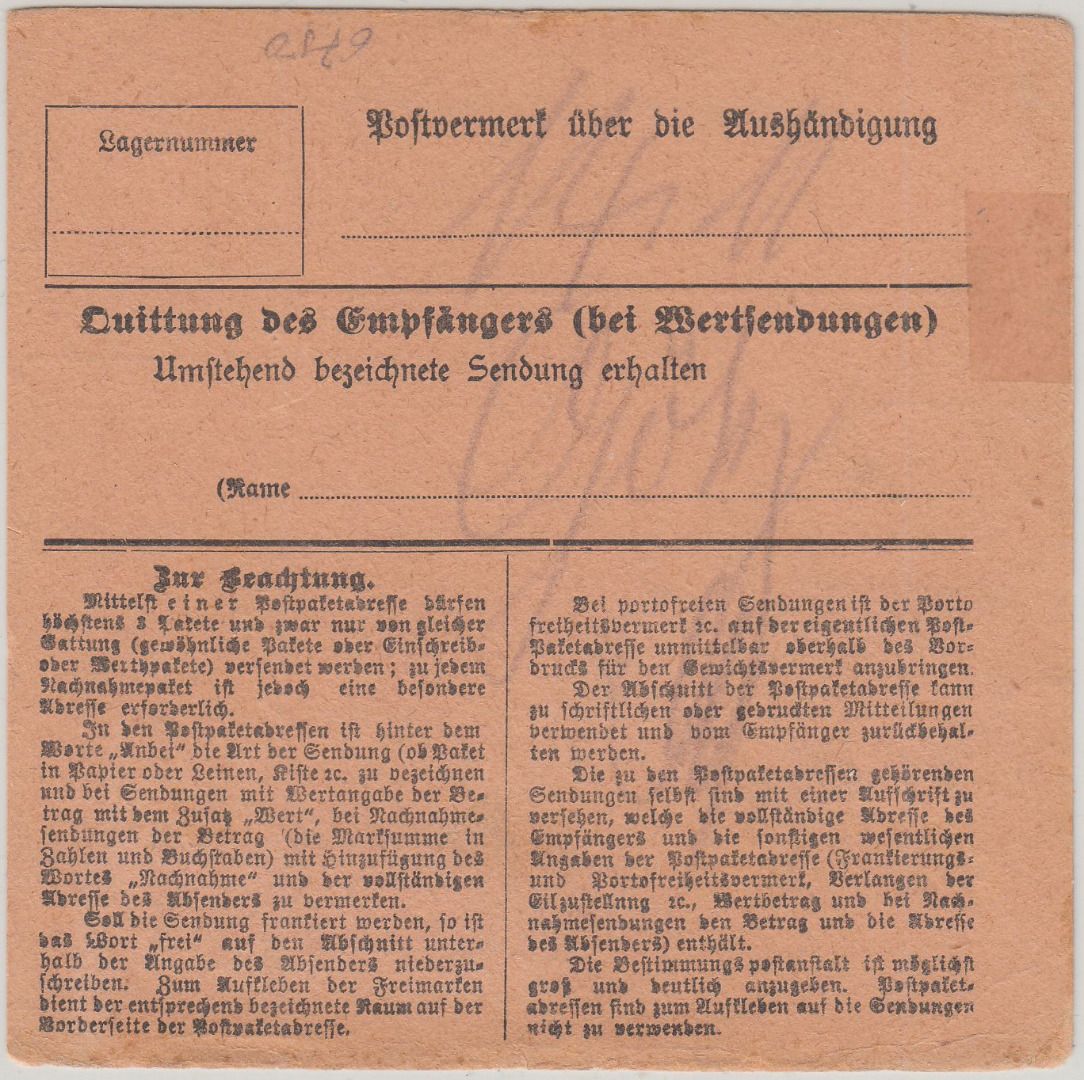 Lagernummer
Postvermerk über die Aushändigung
Quittung des Empfängers (bei Wertsendungen)
Umstehend bezeichnete Sendung erhalten
(Name
Zur Beachtung.
Mittelst einer Postpaketadresse dürfen
höchstens 3 Pakete und zwar nur von gleicher
Gattung (gewöhnliche Pakete oder Einschreib-
oder Werthpakete) versendet werden; zu jedem
Nachnahmepaket ist jedoch eine besondere
Adresse erforderlich.
In den Postpaketadressen ist hinter dem
Worte „Anbei“ die Art der Sendung (ob Paket
in Papier oder Leinen, Kiste ꝛc. zu bezeichnen
und bei Sendungen mit Wertangabe der Be-
trag mit dem Zusatz „Wert“, bei Nachnahme-
sendungen der Betrag (die Marksumme in
Zahlen und Buchstaben) mit Hinzufügung des
Wortes „Nachnahme“ und der vollständigen
Adresse des Absenders zu vermerken.
Soll die Sendung frankiert werden, so ist
das Wort „frei“ auf den Abschnitt unter-
halb der Angabe des Absenders niederzu-
schreiben. Zum Aufkleben der Freimarken
dient der entsprechend bezeichnete Raum auf der
Vorderseite der Postpaketadresse.
Bei portofreien Sendungen ist der Porto
freiheitsvermerk ꝛc. auf der eigentlichen Post-
Paketadresse unmittelbar oberhalb des Vor-
drucks für den Gewichtsvermerk anzubringen.
Der Abschnitt der Postpaketadresse kann
zu schriftlichen oder gedruckten Mitteilungen
verwendet und vom Empfänger zurückbehal-
ten werden.
Die zu den Postpaketadressen gehörenden
Sendungen selbst sind mit einer Aufschrift zu
versehen, welche die vollständige Adresse des
Empfängers und die sonstigen wesentlichen
Angaben der Postpaketadresse (Frankierungs-
und Portofreiheitsvermerk, Verlangen der
Eilzustellnng ꝛc., Wertbetrag und bei Nach-
nahmesendungen den Betrag und die Adresse
des Absenders) enthält.
Die Bestimmungspostanstalt ist möglichst
groß und deutlich anzugeben. Postpaket-
adressen sind zum Aufkleben auf die Sendungen
nicht zu verwenden.